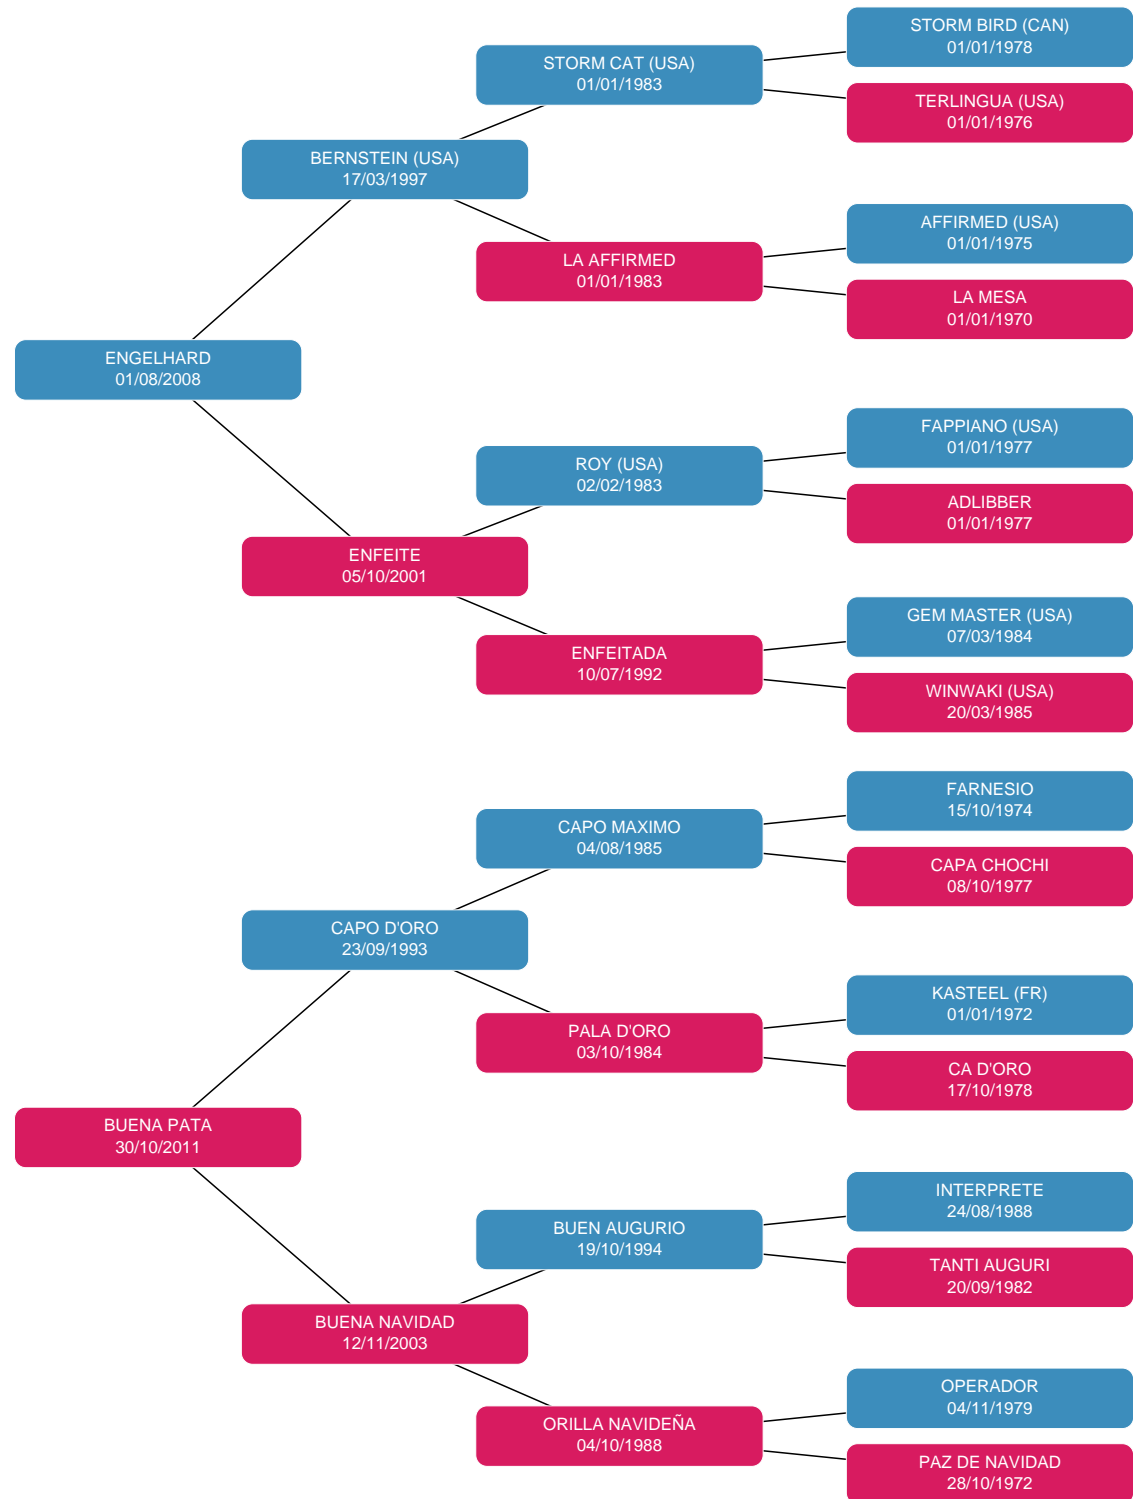 STORM BIRD (CAN)
01/01/1978
STORM CAT (USA)
01/01/1983
TERLINGUA (USA)
01/01/1976
BERNSTEIN (USA)
17/03/1997
AFFIRMED (USA)
01/01/1975
LA AFFIRMED
01/01/1983
LA MESA
01/01/1970
ENGELHARD
01/08/2008
FAPPIANO (USA)
01/01/1977
ROY (USA)
02/02/1983
ADLIBBER
01/01/1977
ENFEITE
05/10/2001
GEM MASTER (USA)
07/03/1984
ENFEITADA
10/07/1992
WINWAKI (USA)
20/03/1985
FARNESIO
15/10/1974
CAPO MAXIMO
04/08/1985
CAPA CHOCHI
08/10/1977
CAPO D'ORO
23/09/1993
KASTEEL (FR)
01/01/1972
PALA D'ORO
03/10/1984
CA D'ORO
17/10/1978
BUENA PATA
30/10/2011
INTERPRETE
24/08/1988
BUEN AUGURIO
19/10/1994
TANTI AUGURI
20/09/1982
BUENA NAVIDAD
12/11/2003
OPERADOR
04/11/1979
ORILLA NAVIDEÑA
04/10/1988
PAZ DE NAVIDAD
28/10/1972